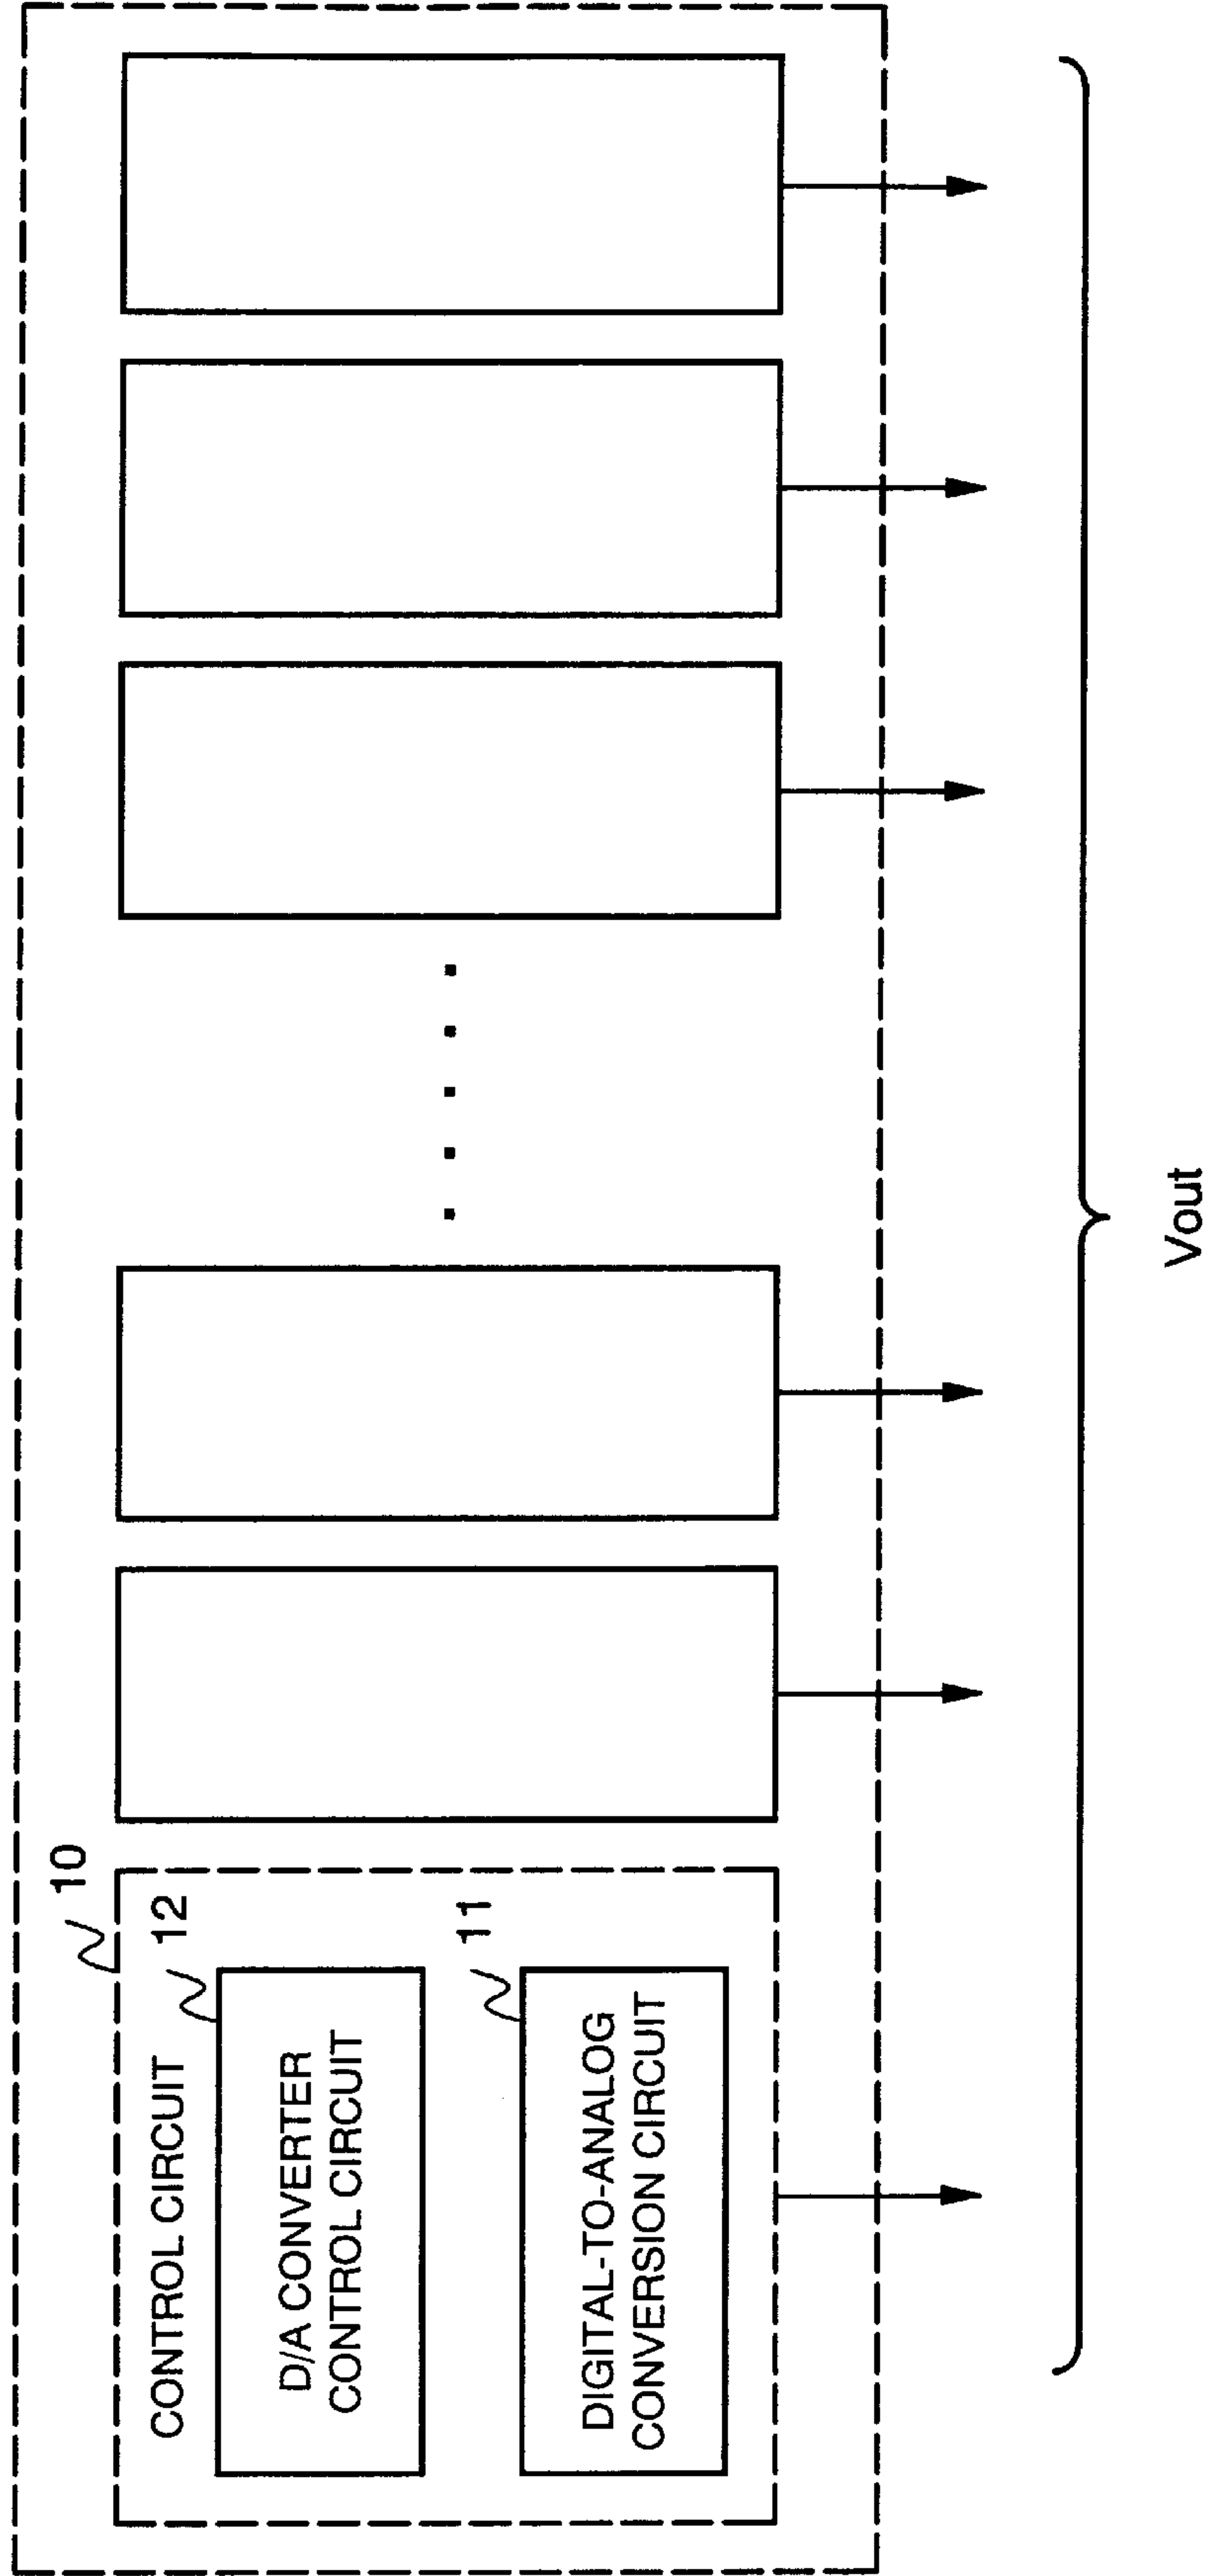 10
CONTROL CIRCUIT
12
D/A CONVERTER
CONTROL CIRCUIT
11
DIGITAL-TO-ANALOG
CONVERSION CIRCUIT
Vout